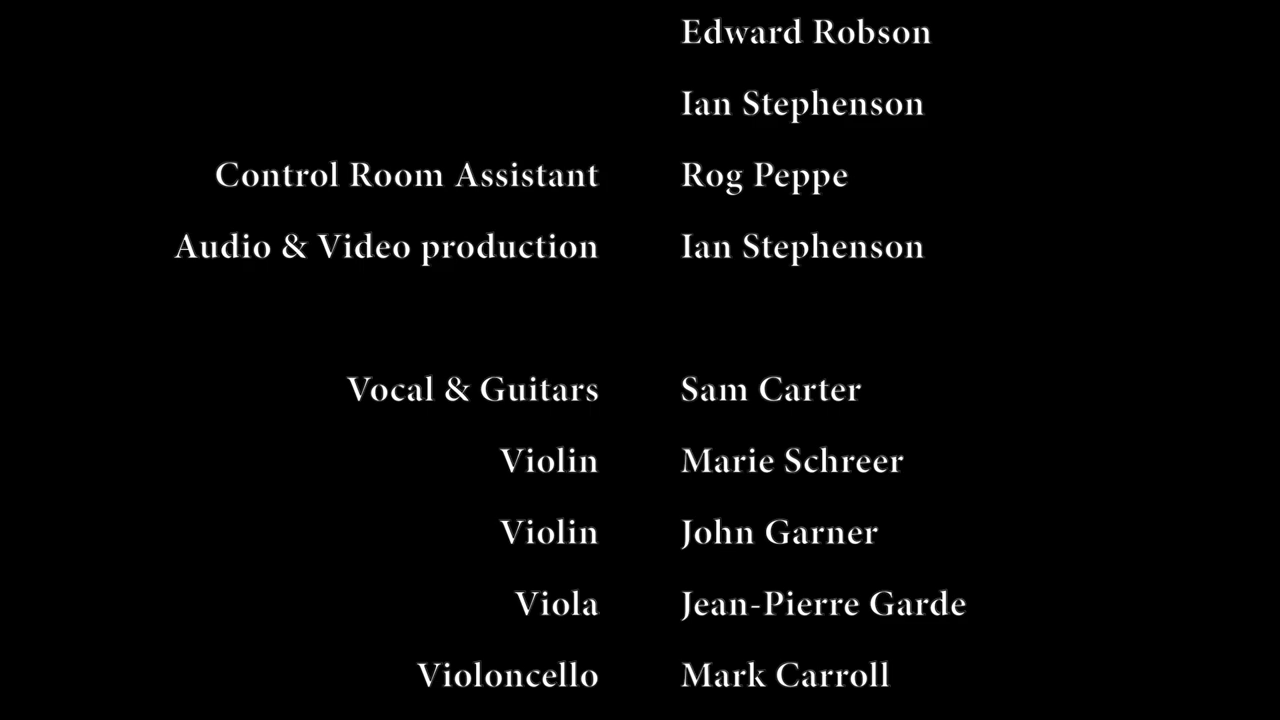 Edward Robson
Ian Stephenson
Control Room Assistant Rog Peppe
Audio & Video production Ian Stephenson
Vocal & Guitars Sam Carter
Violin Marie Schreer
Violin John Garner
Viola Jean-Pierre Garde
Violoncello Mark Carroll